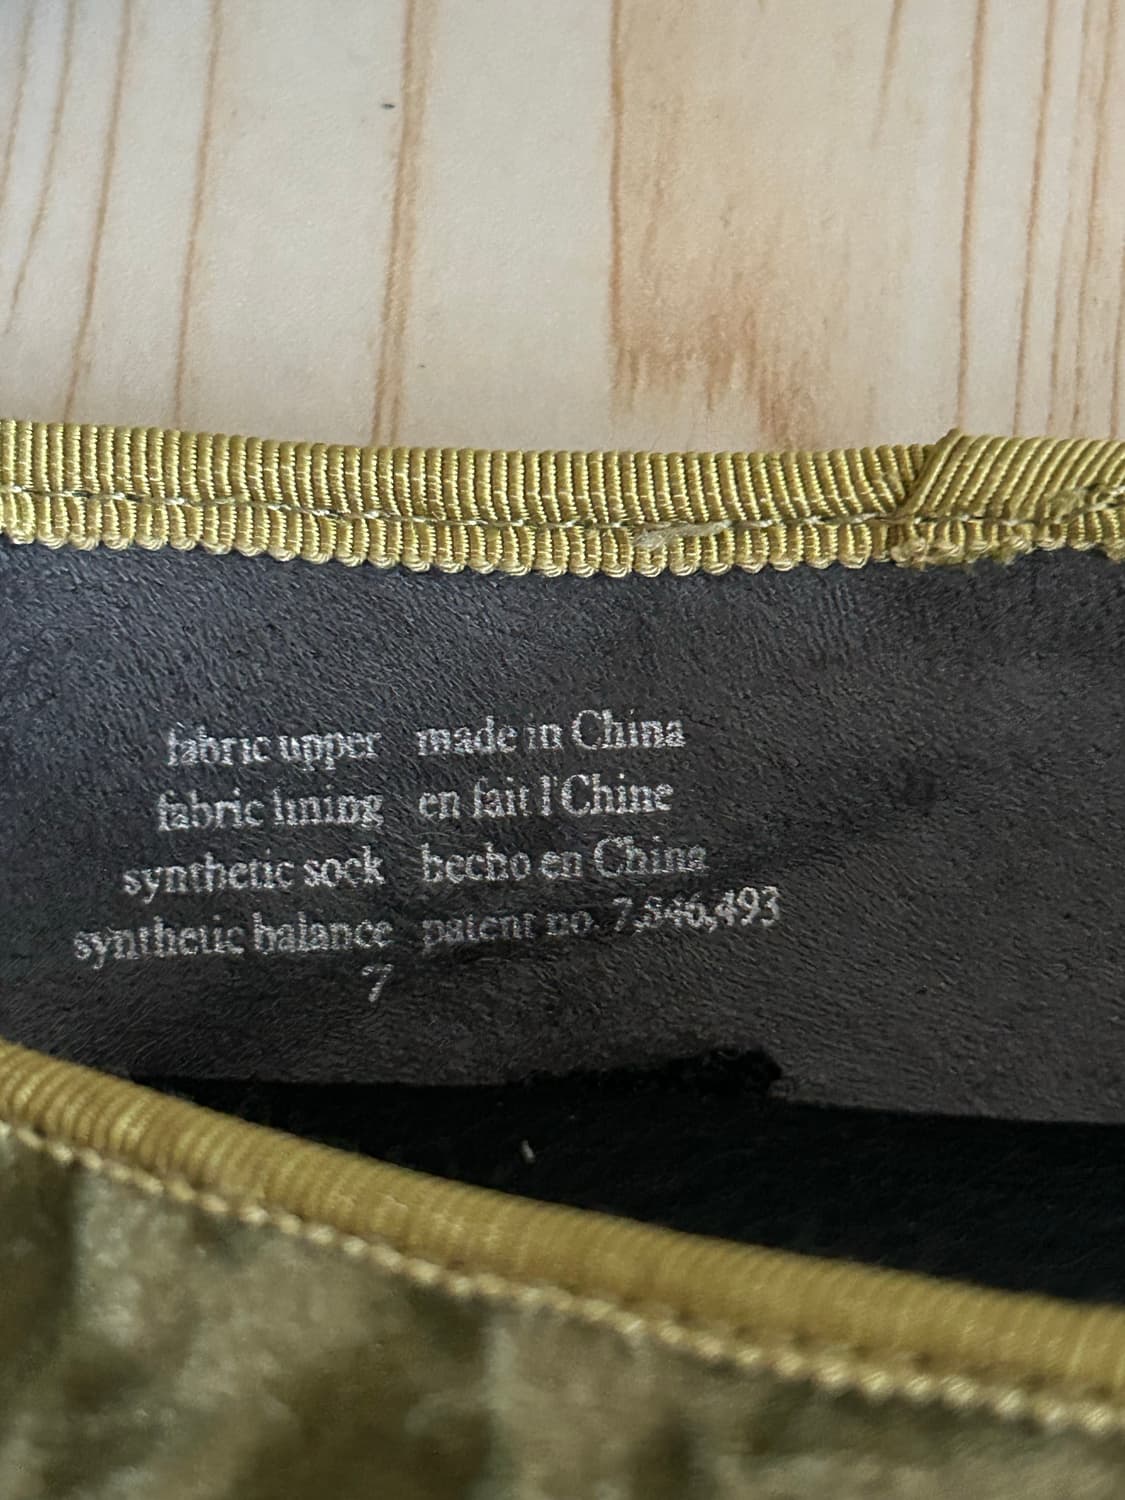 fabric upper made in China
fabric lining en fait l'Chine
synthetic sock hecho en China
synthetic balance patent no. 7,546,493
7